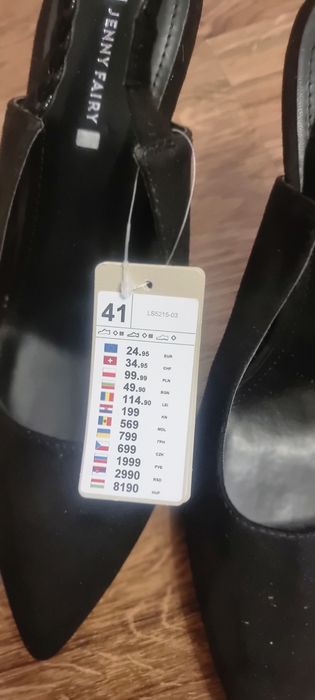 JENNY FAIRY
41 LS5215-03
24.95 EUR
34.95 CHF
99.99 PLN
49.90 BGN
114.90 LEI
199 KN
569 MDL
799 ГРН
699 CZK
1999 РУБ
2990 RSD
8190 HUF